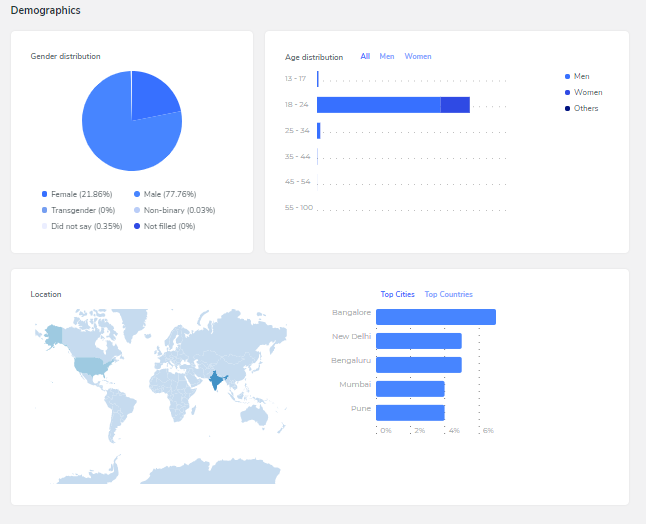 Demographics
Gender distribution
Female (21.86%) Male (77.76%)
Transgender (0%) Non-binary (0.03%)
Did not say (0.35%) Not filled (0%)
Age distribution All Men Women
13 - 17
18 - 24
25 - 34
35 - 44
45 - 54
55 - 100
Men
Women
Others
Location
Top Cities Top Countries
Bangalore
New Delhi
Bengaluru
Mumbai
Pune
0% 2% 4% 6%